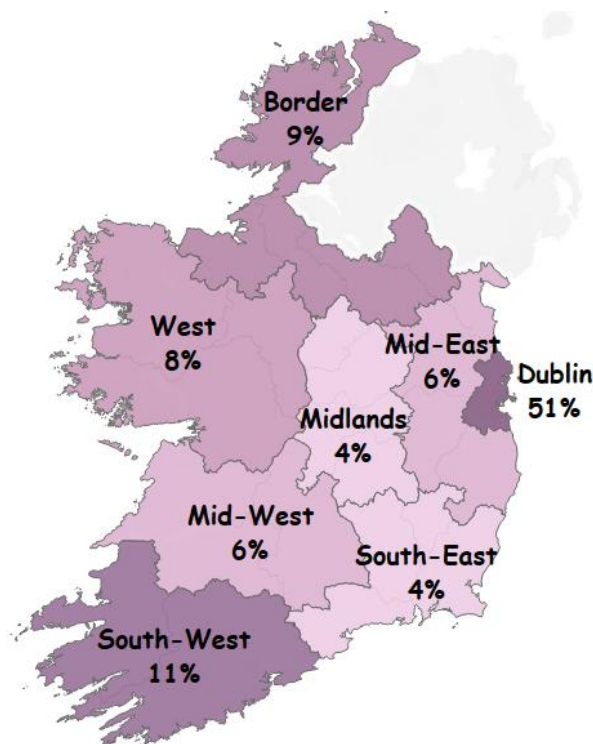 Border
9%
West
8%
Mid-East
6%
Dublin
51%
Midlands
4%
Mid-West
6%
South-East
4%
South-West
11%